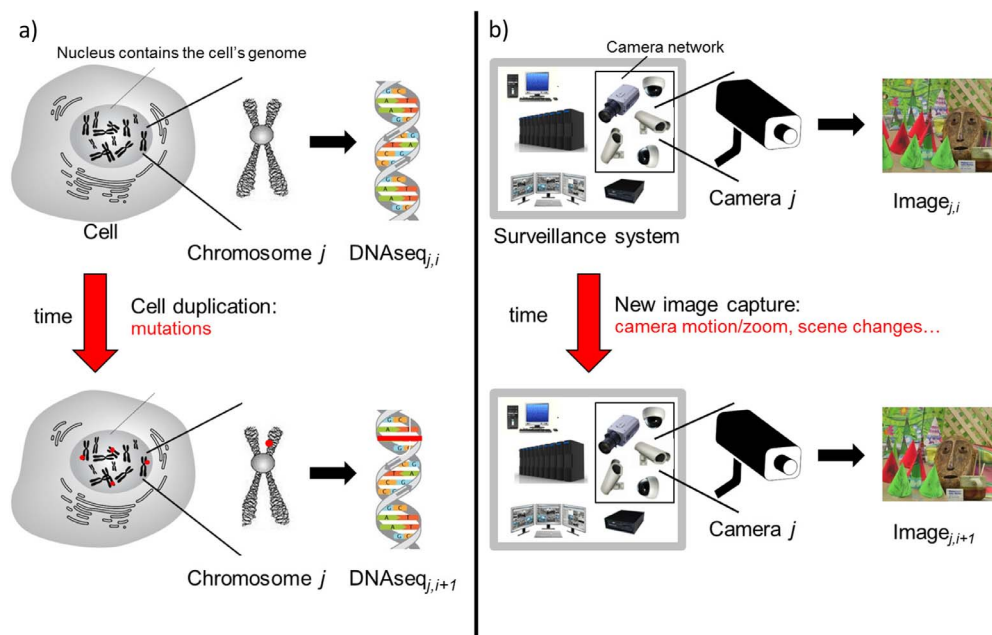 a)
Nucleus contains the cell's genome
Cell
Chromosome j
DNAseqj,i
time
Cell duplication:
mutations
Chromosome j
DNAseqj,i+1
b)
Camera network
Surveillance system
Camera j
Imagej,i
time
New image capture:
camera motion/zoom, scene changes…
Camera j
Imagej,i+1